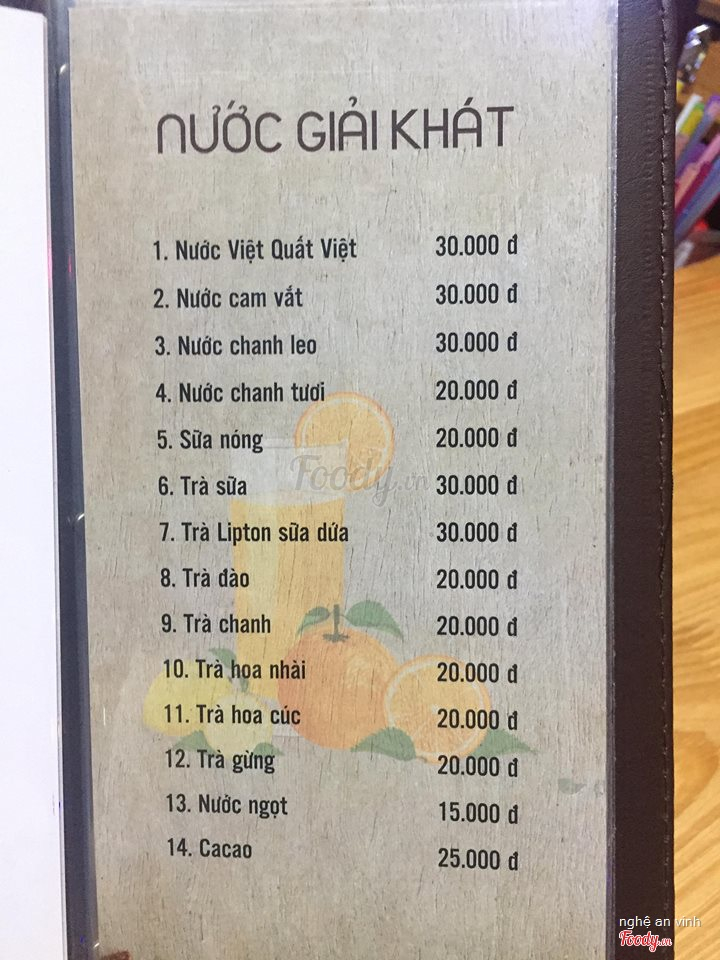 NƯỚC GIẢI KHÁT
1. Nước Việt Quất Việt 30.000 đ
2. Nước cam vắt 30.000 đ
3. Nước chanh leo 30.000 đ
4. Nước chanh tươi 20.000 đ
5. Sữa nóng 20.000 đ
Foody.vn
6. Trà sữa 30.000 đ
7. Trà Lipton sữa dứa 30.000 đ
8. Trà đào 20.000 đ
9. Trà chanh 20.000 đ
10. Trà hoa nhài 20.000 đ
11. Trà hoa cúc 20.000 đ
12. Trà gừng 20.000 đ
13. Nước ngọt 15.000 đ
14. Cacao 25.000 đ
nghệ an vinh
Foody.vn